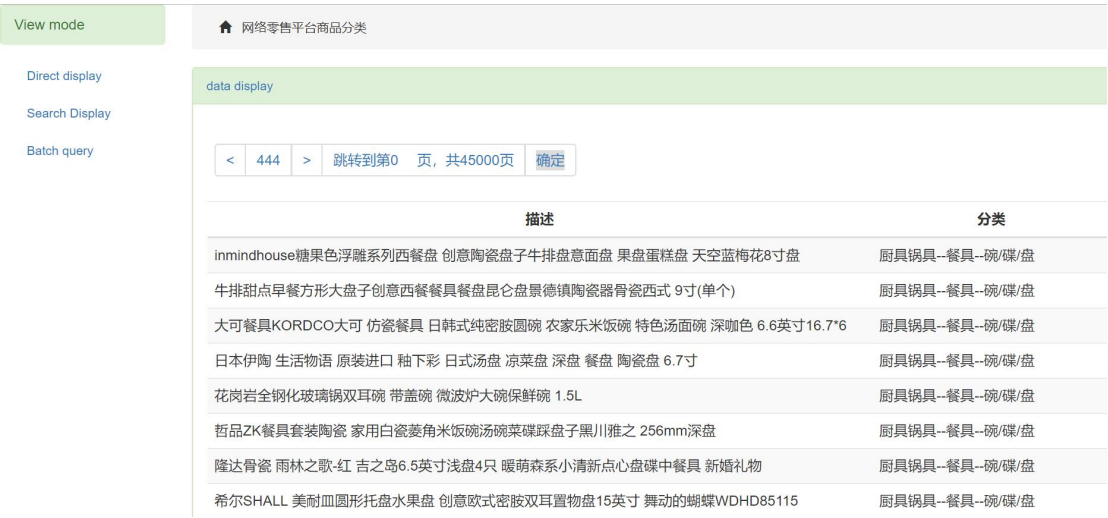 View mode
网络零售平台商品分类
Direct display
Search Display
Batch query
data display
< 444 > 跳转到第0 页，共45000页 确定
描述 分类
inmindhouse糖果色浮雕系列西餐盘 创意陶瓷盘子牛排盘意面盘 果盘蛋糕盘 天空蓝梅花8寸盘 厨具锅具--餐具--碗/碟/盘
牛排甜点早餐方形大盘子创意西餐餐具餐盘昆仑盘景德镇陶瓷器骨瓷西式 9寸(单个) 厨具锅具--餐具--碗/碟/盘
大可餐具KORDCO大可 仿瓷餐具 日韩式纯密胺圆碗 农家乐米饭碗 特色汤面碗 深咖色 6.6英寸16.7*6 厨具锅具--餐具--碗/碟/盘
日本伊陶 生活物语 原装进口 釉下彩 日式汤盘 凉菜盘 深盘 餐盘 陶瓷盘 6.7寸 厨具锅具--餐具--碗/碟/盘
花岗岩全钢化玻璃锅双耳碗 带盖碗 微波炉大碗保鲜碗 1.5L 厨具锅具--餐具--碗/碟/盘
哲品ZK餐具套装陶瓷 家用白瓷菱角米饭碗汤碗菜碟踩盘子黑川雅之 256mm深盘 厨具锅具--餐具--碗/碟/盘
隆达骨瓷 雨林之歌-红 吉之岛6.5英寸浅盘4只 暖萌森系小清新点心盘碟中餐具 新婚礼物 厨具锅具--餐具--碗/碟/盘
希尔SHALL 美耐皿圆形托盘水果盘 创意欧式密胺双耳置物盘15英寸 舞动的蝴蝶WDHD85115 厨具锅具--餐具--碗/碟/盘